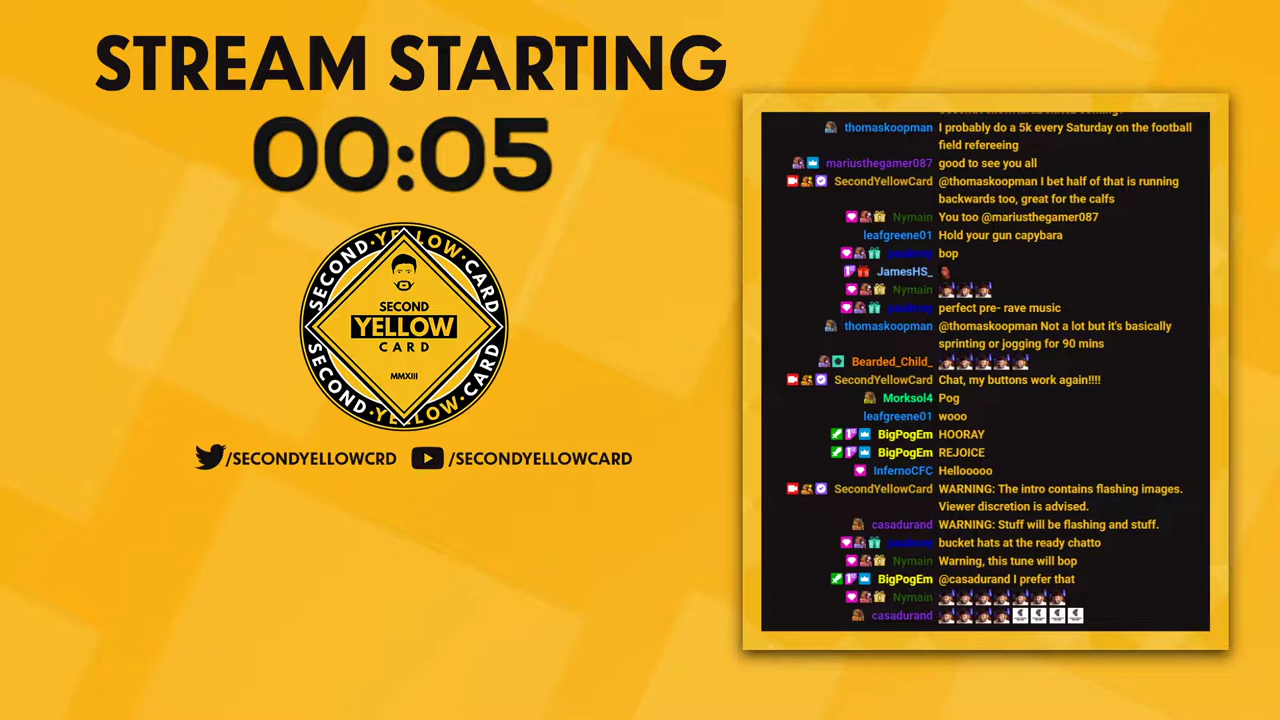 STREAM STARTING
00:05
SECOND·YELLOW·CARD
SECOND
YELLOW
CARD
MMXIII
SECOND·YELLOW·CARD
/SECONDYELLOWCRD /SECONDYELLOWCARD
thomaskoopman I probably do a 5k every Saturday on the football
field refereeing
mariusthegamer087 good to see you all
SecondYellowCard @thomaskoopman I bet half of that is running
backwards too, great for the calfs
Nymain You too @mariusthegamer087
leafgreene01 Hold your gun capybara
bop
JamesHS_
Nymain
perfect pre- rave music
thomaskoopman @thomaskoopman Not a lot but it's basically
sprinting or jogging for 90 mins
Bearded_Child_
SecondYellowCard Chat, my buttons work again!!!!
Morksol4 Pog
leafgreene01 wooo
BigPogEm HOORAY
BigPogEm REJOICE
InfernoCFC Hellooooo
SecondYellowCard WARNING: The intro contains flashing images.
Viewer discretion is advised.
casadurand WARNING: Stuff will be flashing and stuff.
bucket hats at the ready chatto
Nymain Warning, this tune will bop
BigPogEm @casadurand I prefer that
Nymain
casadurand